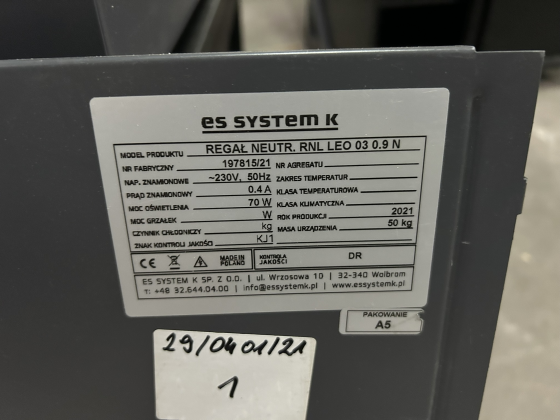 es system k
MODEL PRODUKTU REGAŁ NEUTR. RNL LEO 03 0.9 N
NR FABRYCZNY 197815/21 NR AGREGATU
NAP. ZNAMIONOWE ~230V, 50Hz ZAKRES TEMPERATUR
PRĄD ZNAMIONOWY 0.4 A KLASA TEMPERATUROWA
MOC OŚWIETLENIA 70 W KLASA KLIMATYCZNA
MOC GRZAŁEK W ROK PRODUKCJI 2021
CZYNNIK CHŁODNICZY kg MASA URZĄDZENIA 50 kg
ZNAK KONTROLI JAKOŚCI KJ1
CE MADE IN POLAND KONTROLA JAKOŚCI DR
ES SYSTEM K SP. Z O.O. | ul. Wrzosowa 10 | 32-340 Wolbrom
T: +48 32.644.04.00 | info@essystemk.pl | www.essystemk.pl
PAKOWANIE
A5
29/0401/21
1